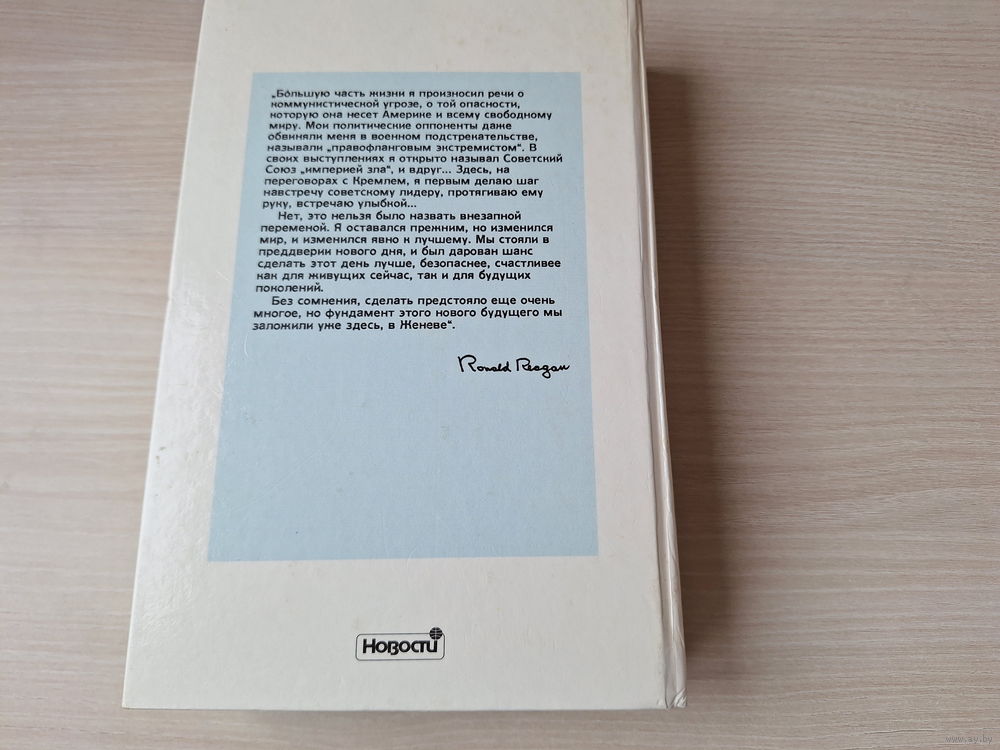 „Бóльшую часть жизни я произносил речи о
коммунистической угрозе, о той опасности,
которую она несет Америке и всему свободному
миру. Мои политические оппоненты даже
обвиняли меня в военном подстрекательстве,
называли „правофланговым экстремистом“. В
своих выступлениях я открыто называл Советский
Союз „империей зла“, и вдруг... Здесь, на
переговорах с Кремлем, я первым делаю шаг
навстречу советскому лидеру, протягиваю ему
руку, встречаю улыбкой...
Нет, это нельзя было назвать внезапной
переменой. Я оставался прежним, но изменился
мир, и изменился явно к лучшему. Мы стояли в
преддверии нового дня, и был дарован шанс
сделать этот день лучше, безопаснее, счастливее
как для живущих сейчас, так и для будущих
поколений.
Без сомнения, сделать предстояло еще очень
многое, но фундамент этого нового будущего мы
заложили уже здесь, в Женеве“.
Ronald Reagan
Новости
www.ay.by